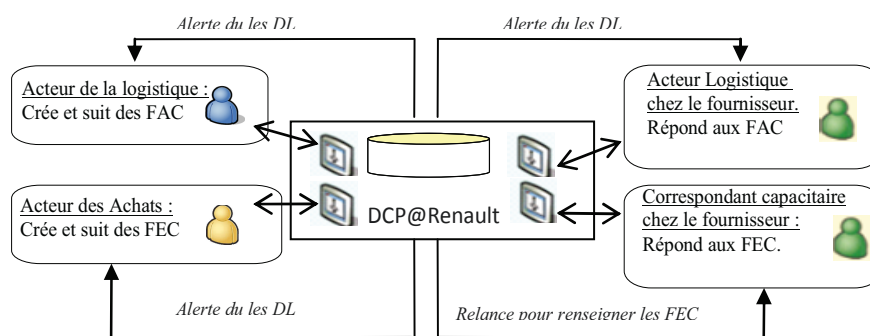 Alerte du les DL
Alerte du les DL
Acteur de la logistique :
Crée et suit des FAC
Acteur Logistique
chez le fournisseur.
Répond aux FAC
Acteur des Achats :
Crée et suit des FEC
DCP@Renault
Correspondant capacitaire
chez le fournisseur :
Répond aux FEC.
Alerte du les DL
Relance pour renseigner les FEC